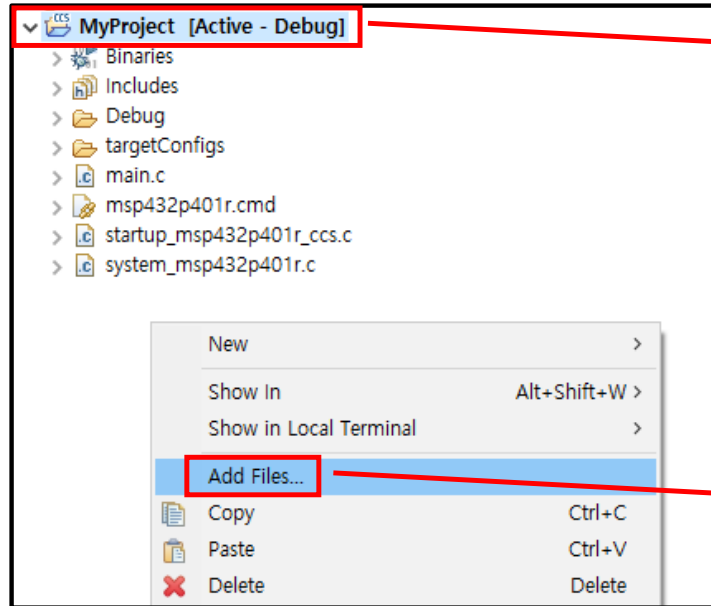 MyProject [Active - Debug]
Binaries
Includes
Debug
targetConfigs
main.c
msp432p401r.cmd
startup_msp432p401r_ccs.c
system_msp432p401r.c
New
Show In Alt+Shift+W >
Show in Local Terminal
Add Files...
Copy Ctrl+C
Paste Ctrl+V
Delete Delete